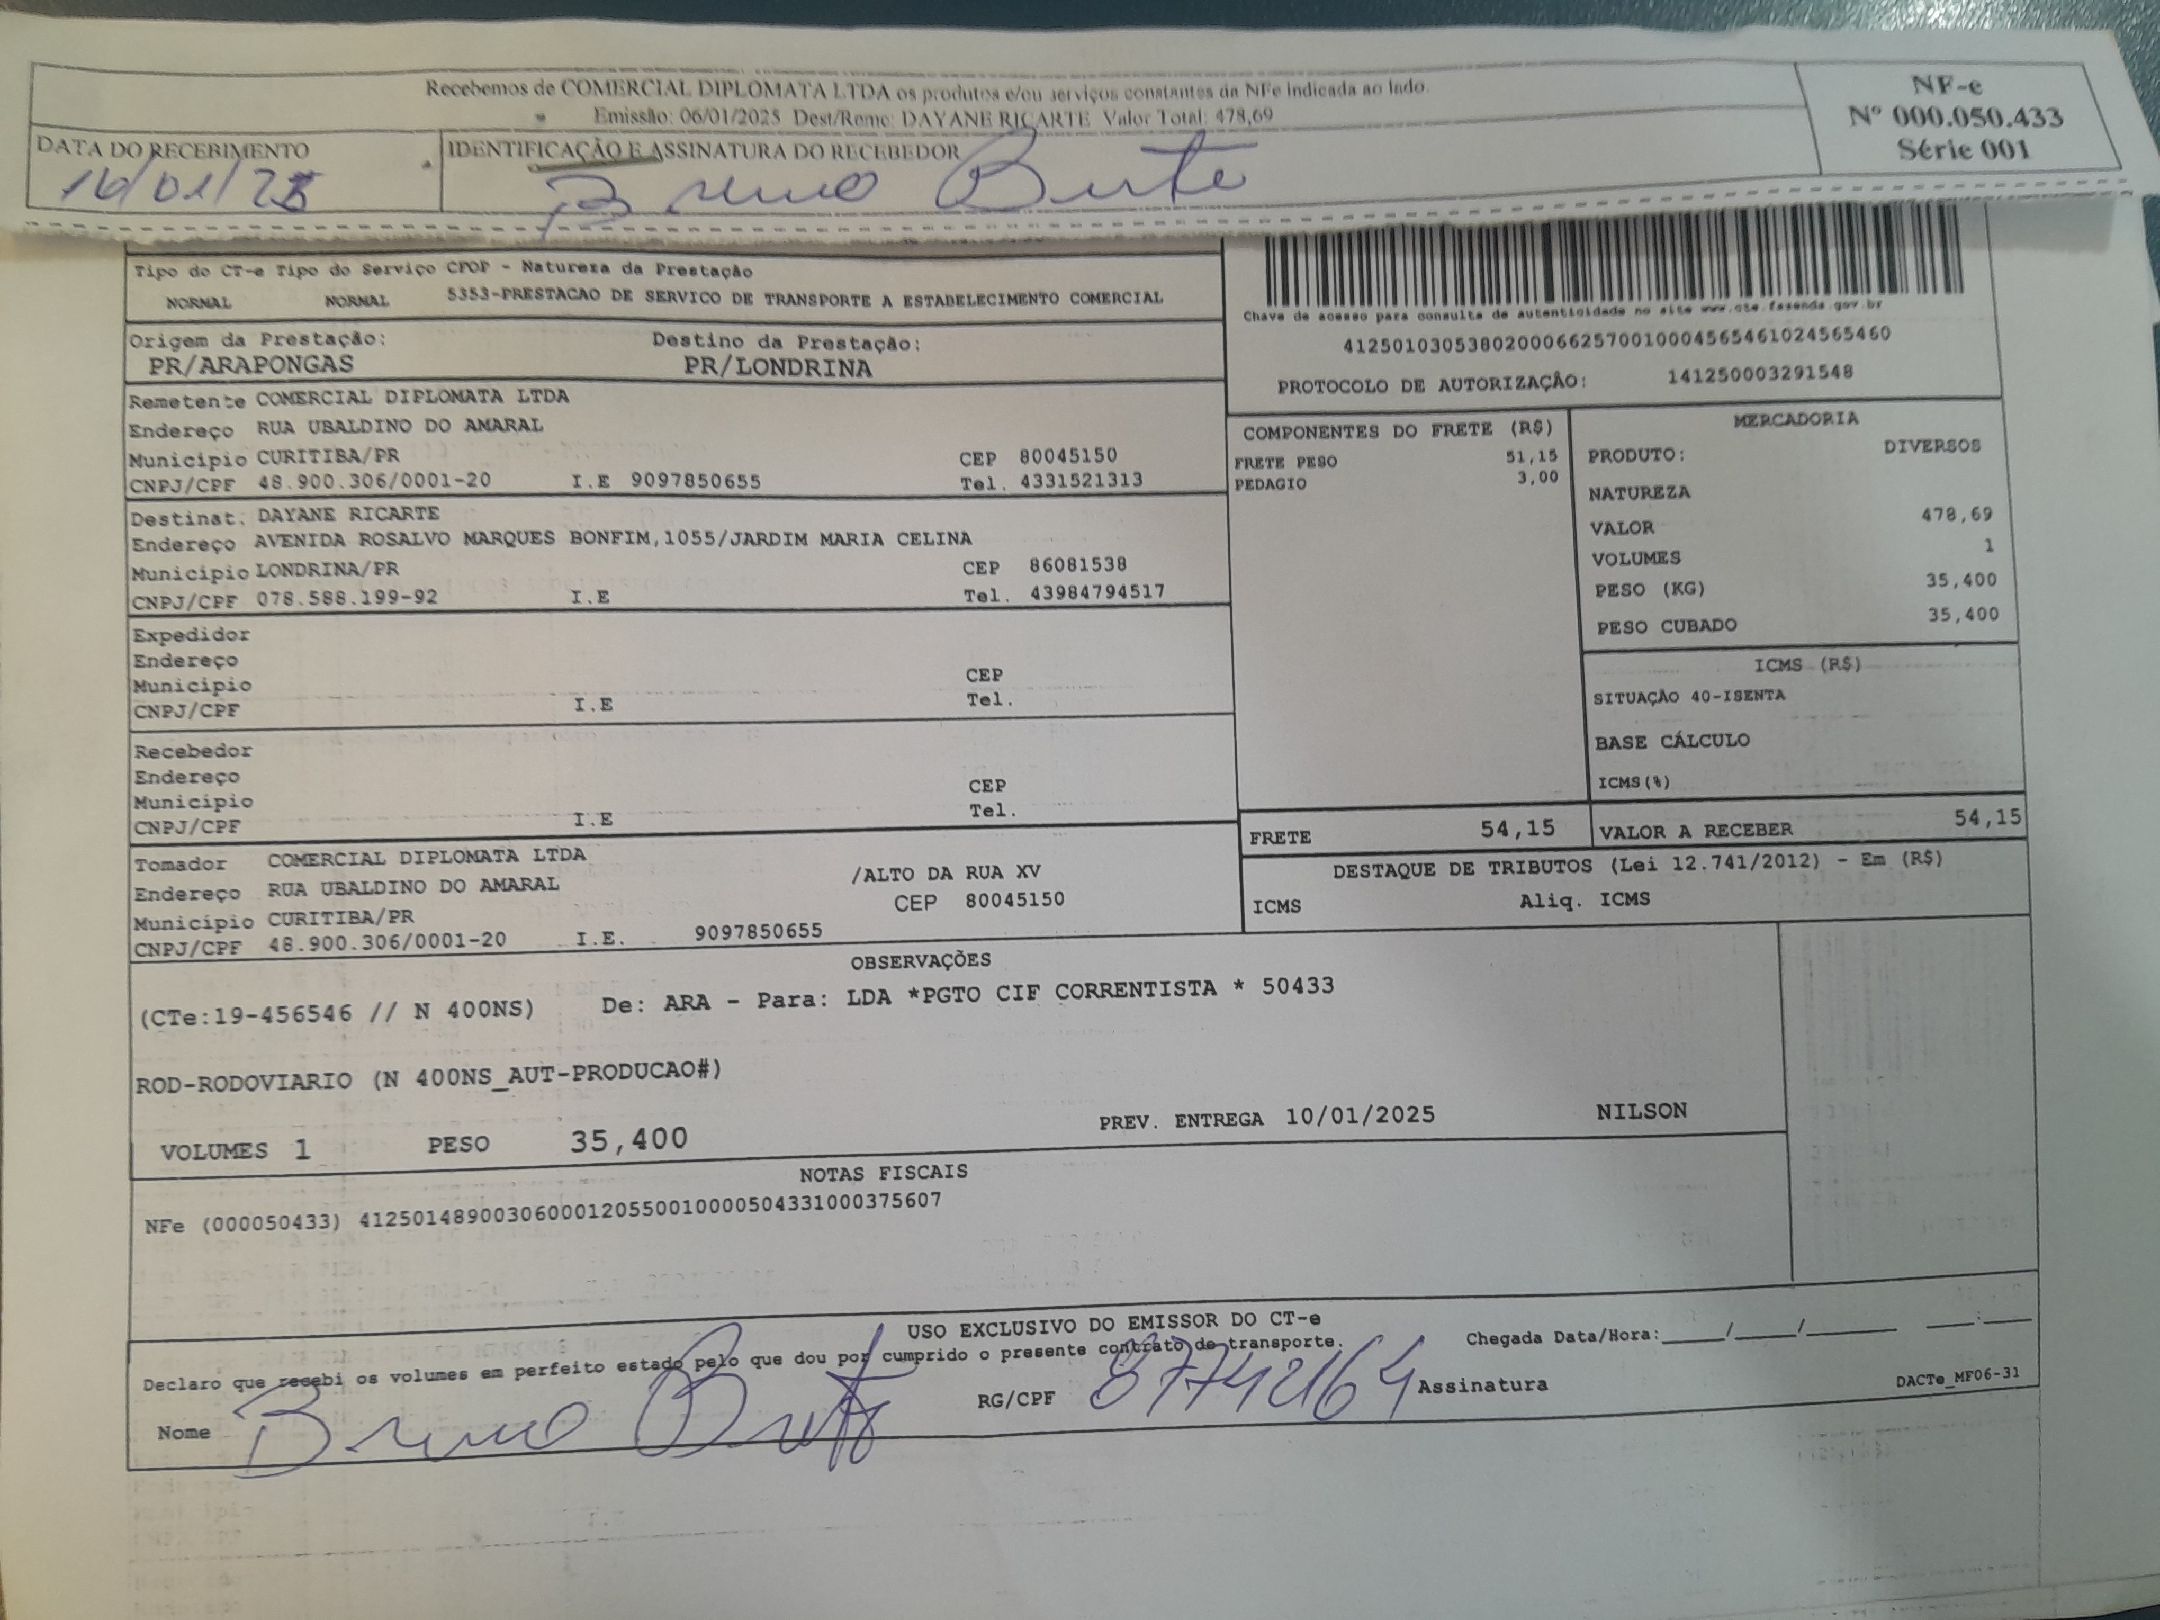 Recebemos de COMERCIAL DIPLOMATA LTDA os produtos e/ou serviços constantes da NFe indicada ao lado.
Emissão: 06/01/2025 Dest/Reme: DAYANE RICARTE Valor Total: 478,69
NF-e
Nº 000.050.433
Série 001
DATA DO RECEBIMENTO
IDENTIFICAÇÃO E ASSINATURA DO RECEBEDOR
Bruno
Tipo do CT-e Tipo do Serviço CFOP - Natureza da Prestação
NORMAL NORMAL 5353-PRESTACAO DE SERVICO DE TRANSPORTE A ESTABELECIMENTO COMERCIAL
Chave de acesso para consulta de autenticidade no site www.cte.fazenda.gov.br
41250103053802000662570010004565461024565460
PROTOCOLO DE AUTORIZAÇÃO: 141250003291548
Origem da Prestação: Destino da Prestação:
PR/ARAPONGAS PR/LONDRINA
Remetente COMERCIAL DIPLOMATA LTDA
Endereço RUA UBALDINO DO AMARAL
Município CURITIBA/PR CEP 80045150
CNPJ/CPF 48.900.306/0001-20 I.E 9097850655 Tel. 4331521313
Destinat. DAYANE RICARTE
Endereço AVENIDA ROSALVO MARQUES BONFIM,1055/JARDIM MARIA CELINA
Município LONDRINA/PR CEP 86081538
CNPJ/CPF 078.588.199-92 I.E Tel. 43984794517
Expedidor
Endereço
Município CEP
CNPJ/CPF I.E Tel.
Recebedor
Endereço
Município CEP
CNPJ/CPF I.E Tel.
Tomador COMERCIAL DIPLOMATA LTDA
Endereço RUA UBALDINO DO AMARAL /ALTO DA RUA XV
Município CURITIBA/PR CEP 80045150
CNPJ/CPF 48.900.306/0001-20 I.E. 9097850655
COMPONENTES DO FRETE (R$)
FRETE PESO 51,15
PEDAGIO 3,00
MERCADORIA
PRODUTO: DIVERSOS
NATUREZA
VALOR 478,69
VOLUMES 1
PESO (KG) 35,400
PESO CUBADO 35,400
ICMS (R$)
SITUAÇÃO 40-ISENTA
BASE CÁLCULO
ICMS(%)
FRETE 54,15 VALOR A RECEBER 54,15
DESTAQUE DE TRIBUTOS (Lei 12.741/2012) - Em (R$)
ICMS Aliq. ICMS
OBSERVAÇÕES
(CTe:19-456546 // N 400NS) De: ARA - Para: LDA *PGTO CIF CORRENTISTA * 50433
ROD-RODOVIARIO (N 400NS_AUT-PRODUCAO#)
VOLUMES 1 PESO 35,400 PREV. ENTREGA 10/01/2025 NILSON
NOTAS FISCAIS
NFe (000050433) 41250148900306000120550010000504331000375607
USO EXCLUSIVO DO EMISSOR DO CT-e
Declaro que recebi os volumes em perfeito estado pelo que dou por cumprido o presente contrato de transporte. Chegada Data/Hora:____/____/______ ___:___
Nome Bruno RG/CPF Assinatura DACTe_MF06-31